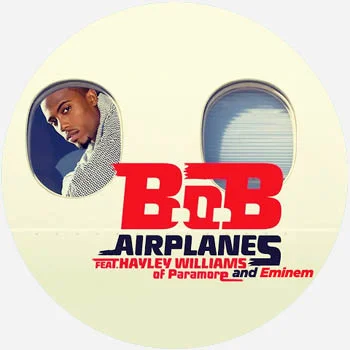 BoB
AIRPLANES
FEAT. HAYLEY WILLIAMS
of Paramore and Eminem